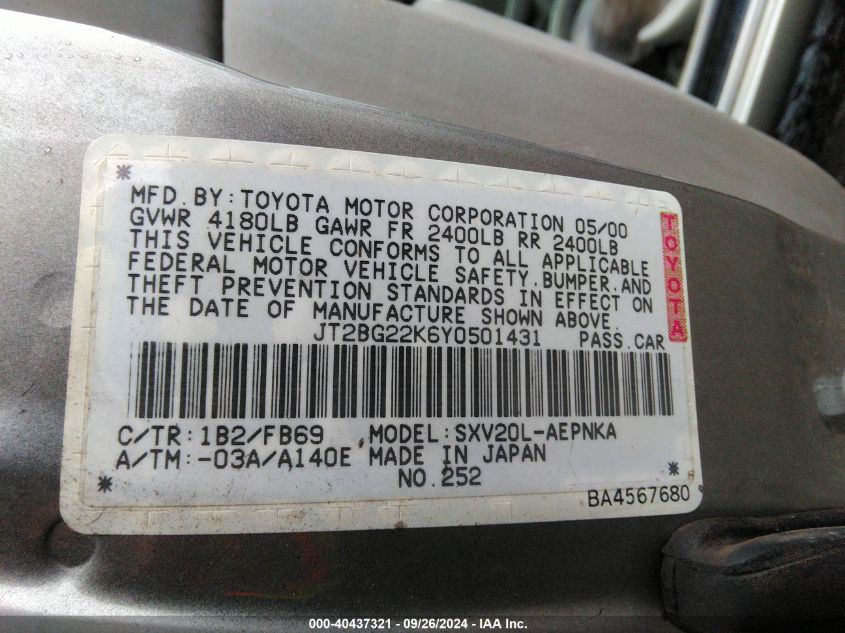 MFD. BY: TOYOTA MOTOR CORPORATION 05/00
GVWR 4180LB GAWR FR 2400LB RR 2400LB
THIS VEHICLE CONFORMS TO ALL APPLICABLE
FEDERAL MOTOR VEHICLE SAFETY, BUMPER, AND
THEFT PREVENTION STANDARDS IN EFFECT ON
THE DATE OF MANUFACTURE SHOWN ABOVE.
JT2BG22K6Y0501431 PASS. CAR
TOYOTA
C/TR: 1B2/FB69 MODEL: SXV20L-AEPNKA
A/TM: -03A/A140E MADE IN JAPAN
NO. 252
BA4567680
000-40437321 - 09/26/2024 - IAA Inc.